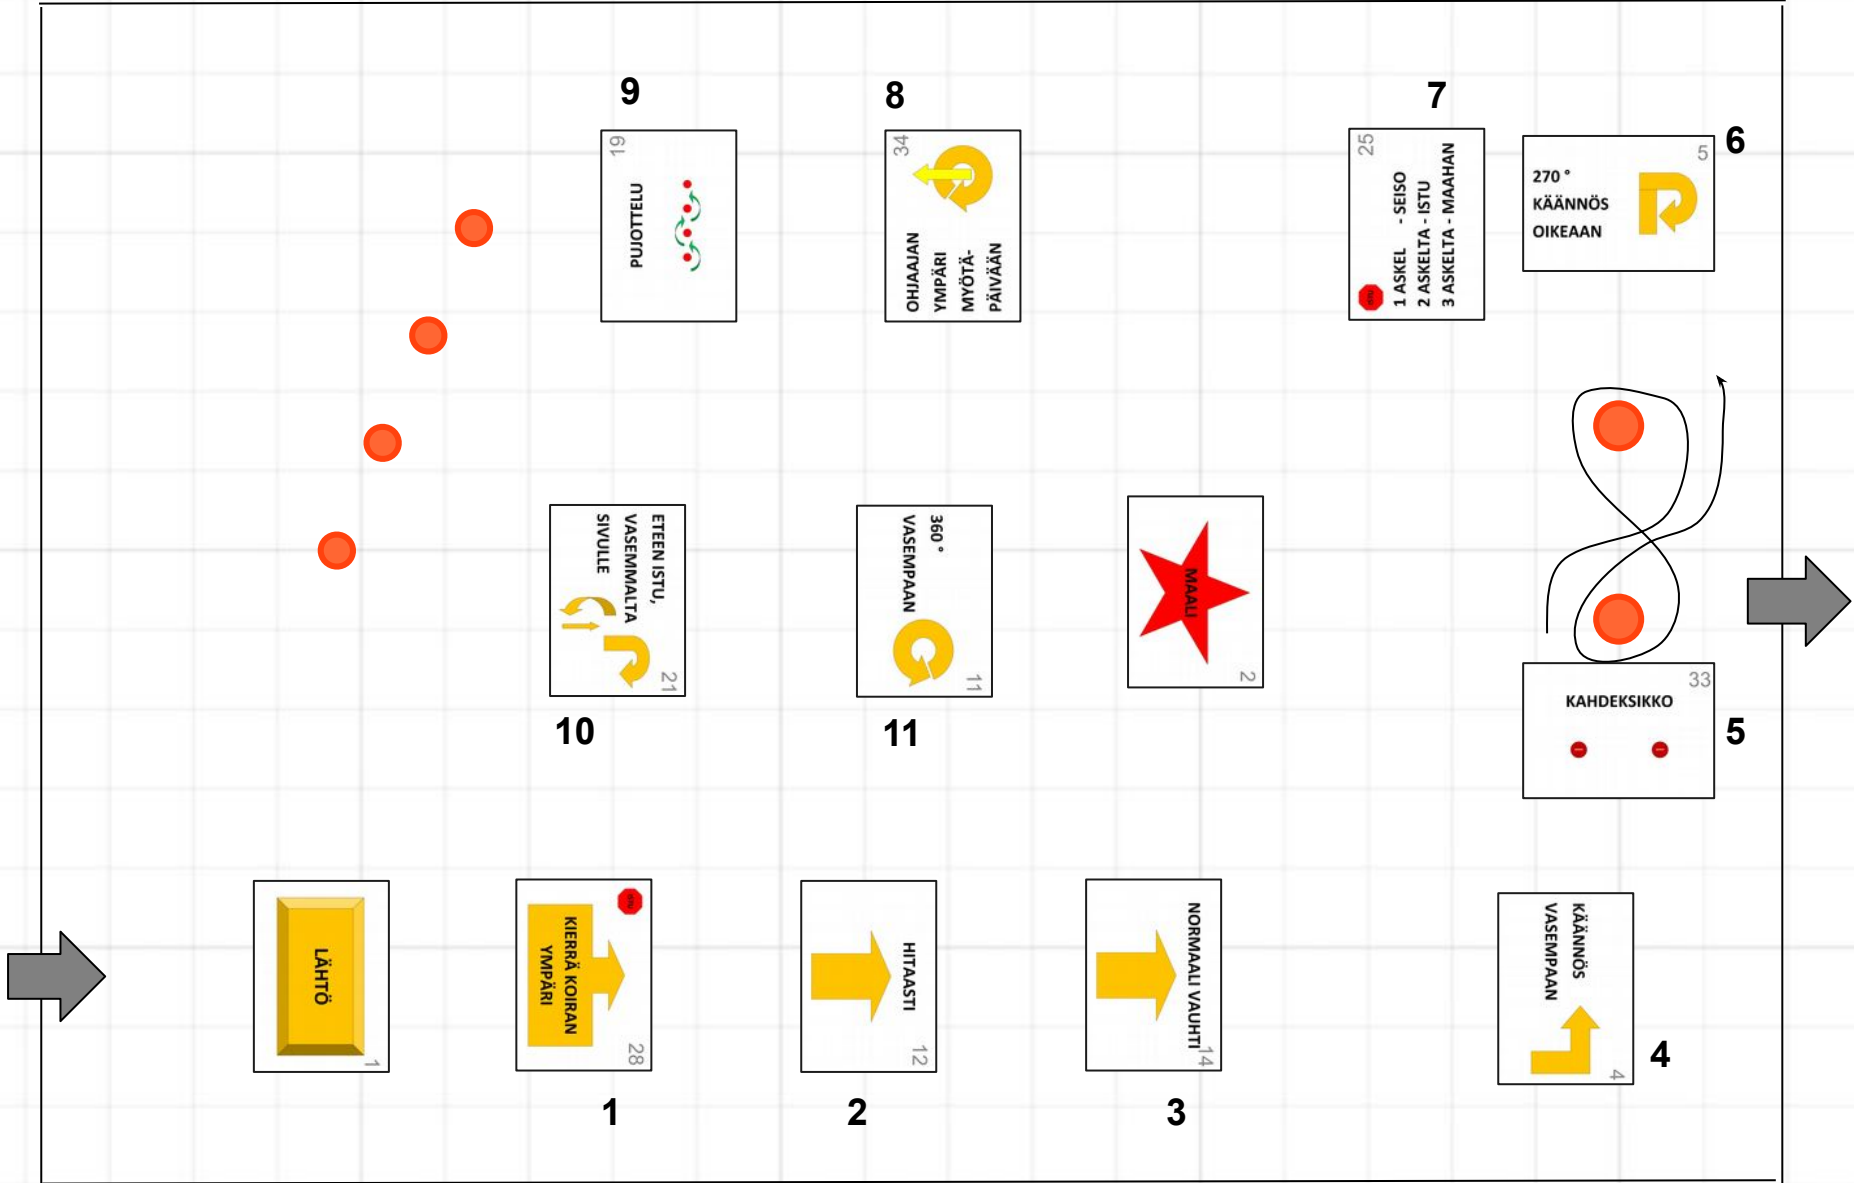 9
8
7
6
19
PUJOTTELU
34
OHJAAJAN
YMPÄRI
MYÖTÄ-
PÄIVÄÄN
25
1 ASKEL - SEISO
2 ASKELTA - ISTU
3 ASKELTA - MAAHAN
5
270 °
KÄÄNNÖS
OIKEAAN
ETEEN ISTU,
VASEMMALTA
SIVULLE
21
10
360 °
VASEMPAAN
11
11
MAALI
2
33
KAHDEKSIKKO
5
LÄHTÖ
1
KIERRÄ KOIRAN
YMPÄRI
28
1
HITAASTI
12
2
NORMAALI VAUHTI
14
3
KÄÄNNÖS
VASEMPAAN
4
4